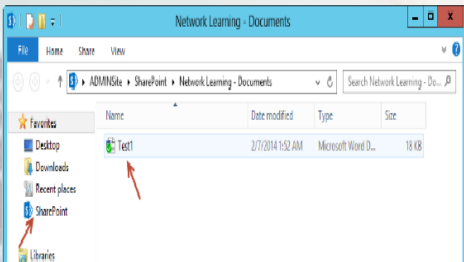 Network Learning - Documents
File Home Share View
ADMINSite SharePoint Network Learning - Documents Search Network Learning - Do...
Name Date modified Type Size
Favorites
Desktop Test1 2/7/2014 1:52 AM Microsoft Word D... 18 KB
Downloads
Recent places
SharePoint
Libraries